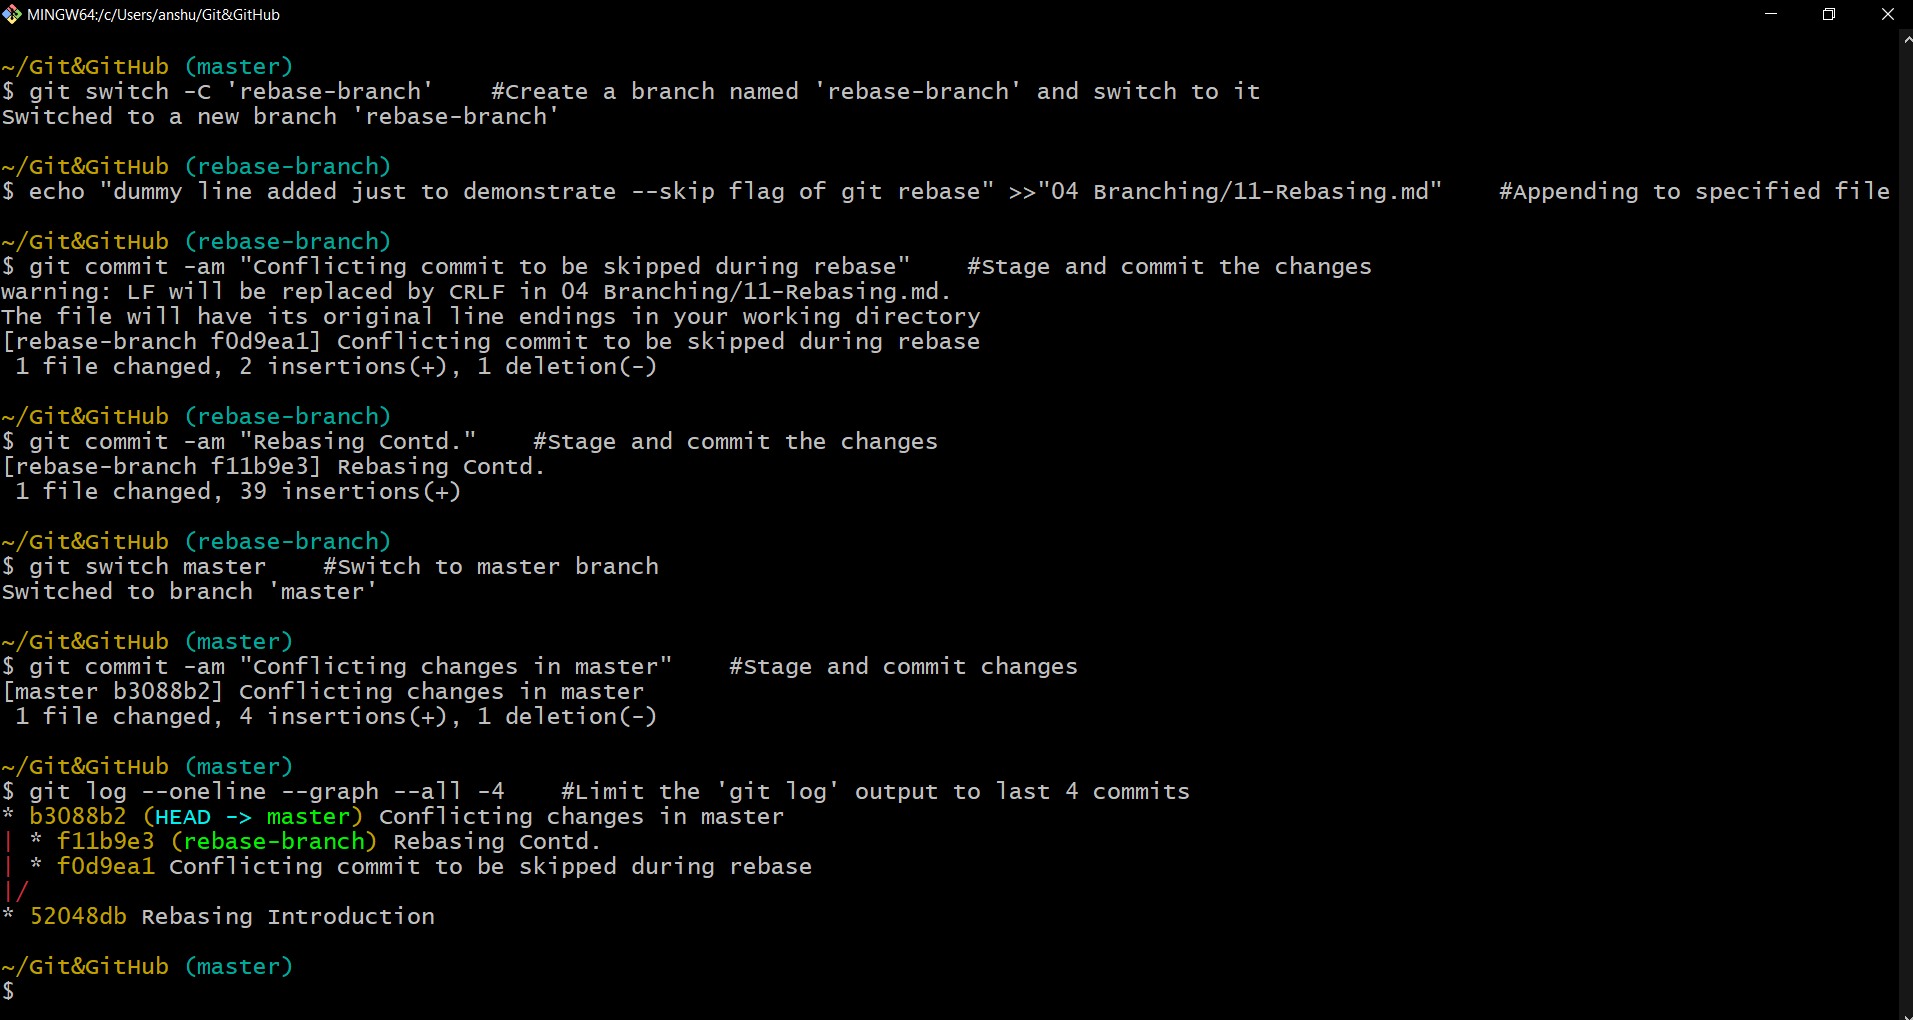 MINGW64:/c/Users/anshu/Git&GitHub
~/Git&GitHub (master)
$ git switch -C 'rebase-branch'    #Create a branch named 'rebase-branch' and switch to it
Switched to a new branch 'rebase-branch'
~/Git&GitHub (rebase-branch)
$ echo "dummy line added just to demonstrate --skip flag of git rebase" >>"04 Branching/11-Rebasing.md"    #Appending to specified file
~/Git&GitHub (rebase-branch)
$ git commit -am "Conflicting commit to be skipped during rebase"    #Stage and commit the changes
warning: LF will be replaced by CRLF in 04 Branching/11-Rebasing.md.
The file will have its original line endings in your working directory
[rebase-branch f0d9ea1] Conflicting commit to be skipped during rebase
 1 file changed, 2 insertions(+), 1 deletion(-)
~/Git&GitHub (rebase-branch)
$ git commit -am "Rebasing Contd."    #Stage and commit the changes
[rebase-branch f11b9e3] Rebasing Contd.
 1 file changed, 39 insertions(+)
~/Git&GitHub (rebase-branch)
$ git switch master    #Switch to master branch
Switched to branch 'master'
~/Git&GitHub (master)
$ git commit -am "Conflicting changes in master"    #Stage and commit changes
[master b3088b2] Conflicting changes in master
 1 file changed, 4 insertions(+), 1 deletion(-)
~/Git&GitHub (master)
$ git log --oneline --graph --all -4    #Limit the 'git log' output to last 4 commits
* b3088b2 (HEAD -> master) Conflicting changes in master
| * f11b9e3 (rebase-branch) Rebasing Contd.
| * f0d9ea1 Conflicting commit to be skipped during rebase
|/
* 52048db Rebasing Introduction
~/Git&GitHub (master)
$